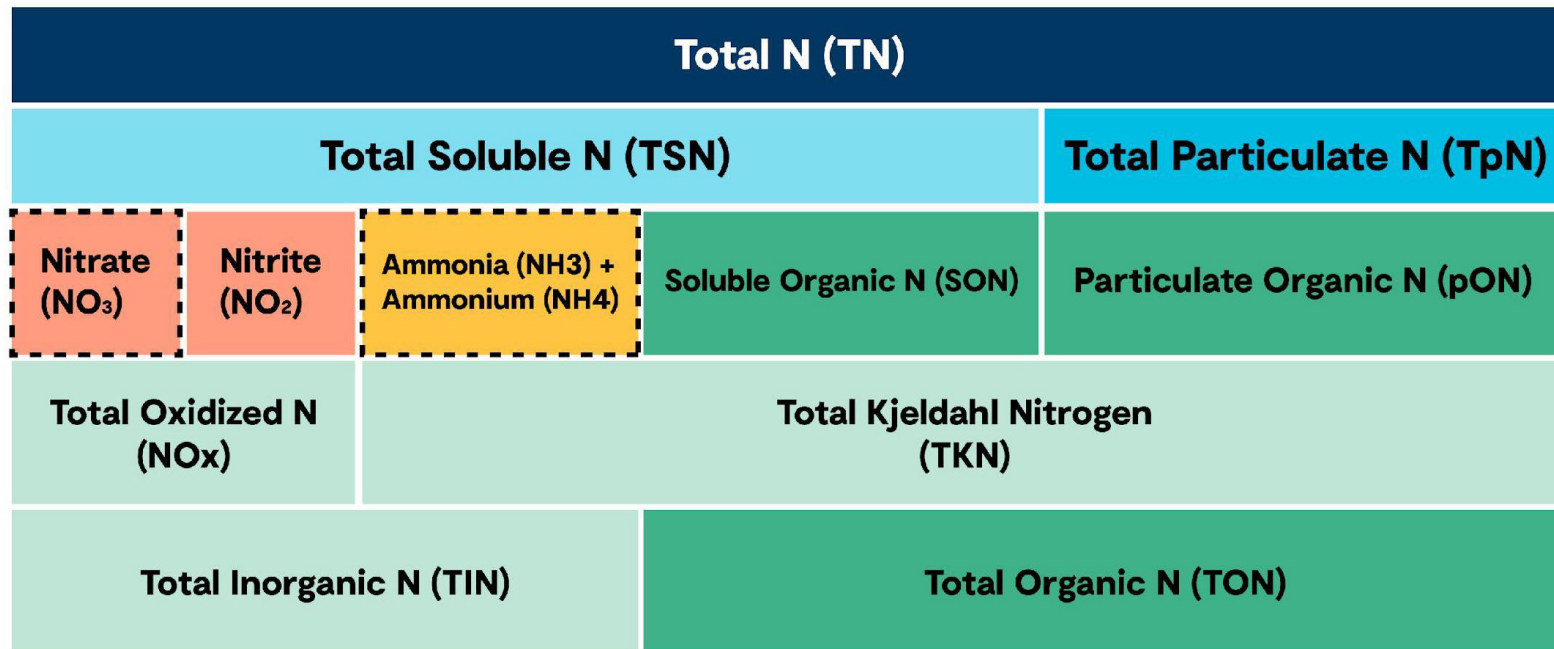 Total N (TN)
Total Soluble N (TSN)
Total Particulate N (TpN)
Nitrate
(NO₃)
Nitrite
(NO₂)
Ammonia (NH3) +
Ammonium (NH4)
Soluble Organic N (SON)
Particulate Organic N (pON)
Total Oxidized N
(NOx)
Total Kjeldahl Nitrogen
(TKN)
Total Inorganic N (TIN)
Total Organic N (TON)